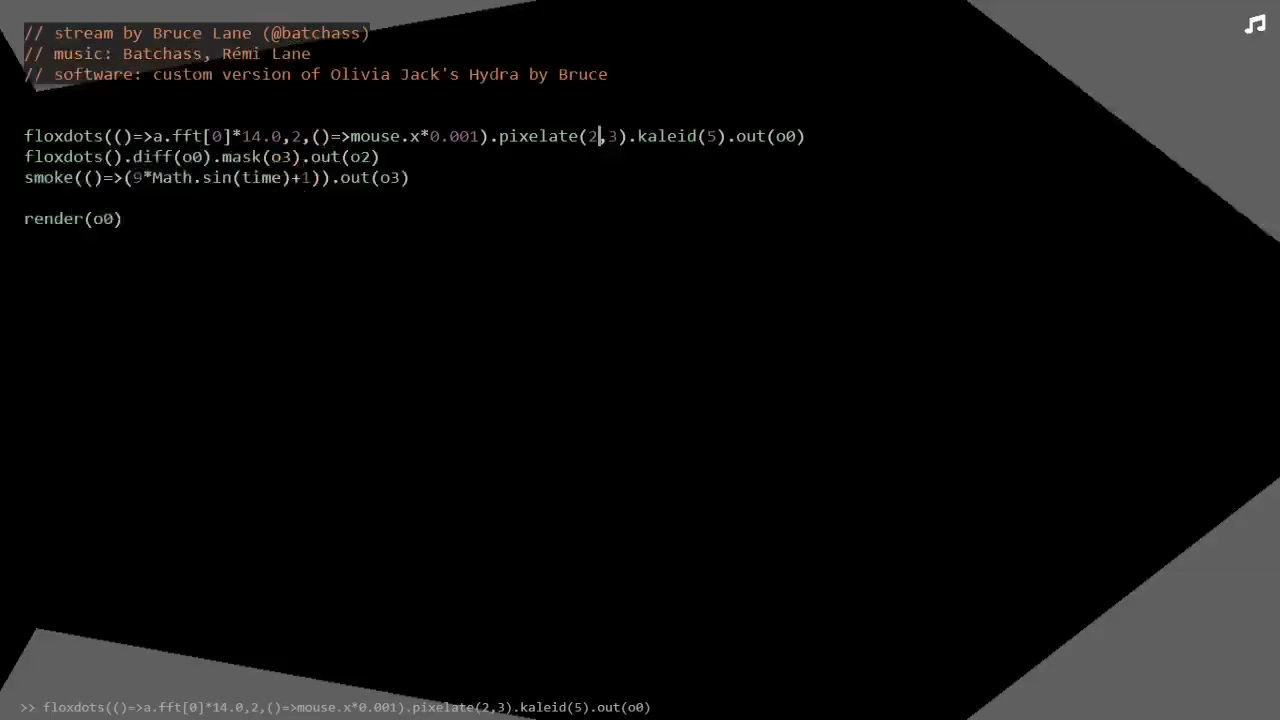 // stream by Bruce Lane (@batchass)
// music: Batchass, Rémi Lane
// software: custom version of Olivia Jack's Hydra by Bruce
floxdots(()=>a.fft[0]*14.0,2,()=>mouse.x*0.001).pixelate(2,3).kaleid(5).out(o0)
floxdots().diff(o0).mask(o3).out(o2)
smoke(()=>(9*Math.sin(time)+1)).out(o3)
render(o0)
>> floxdots(()=>a.fft[0]*14.0,2,()=>mouse.x*0.001).pixelate(2,3).kaleid(5).out(o0)